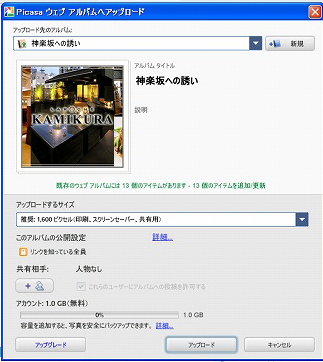 Picasa ウェブ アルバムへアップロード
アップロード先のアルバム:
神楽坂への誘い
新規
アルバム タイトル
神楽坂への誘い
説明
LANOSHE
KAMIKURA
既存のウェブ アルバムには 13 個のアイテムがあります - 13 個のアイテムを追加/更新
アップロードするサイズ
推奨: 1,600 ピクセル(印刷、スクリーンセーバー、共有用)
このアルバムの公開設定 詳細...
リンクを知っている全員
共有相手: 人物なし
これらのユーザーにアルバムへの投稿を許可する
アカウント: 1.0 GB（無料）
0% 1.0 GB
容量を追加すると、写真を安全にバックアップできます。 詳細...
アップグレード アップロード キャンセル